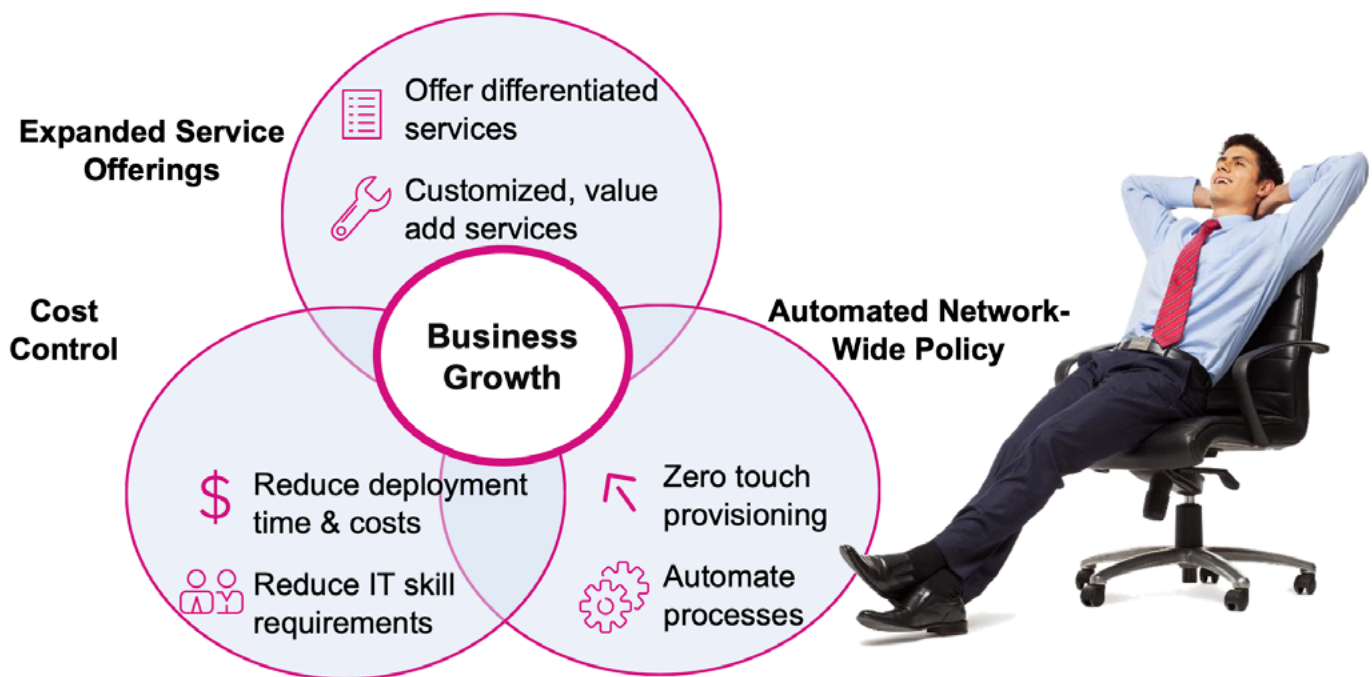 Expanded Service
Offerings
Offer differentiated
services
Customized, value
add services
Cost
Control
Business
Growth
Automated Network-
Wide Policy
$
Reduce deployment
time & costs
Reduce IT skill
requirements
Zero touch
provisioning
Automate
processes